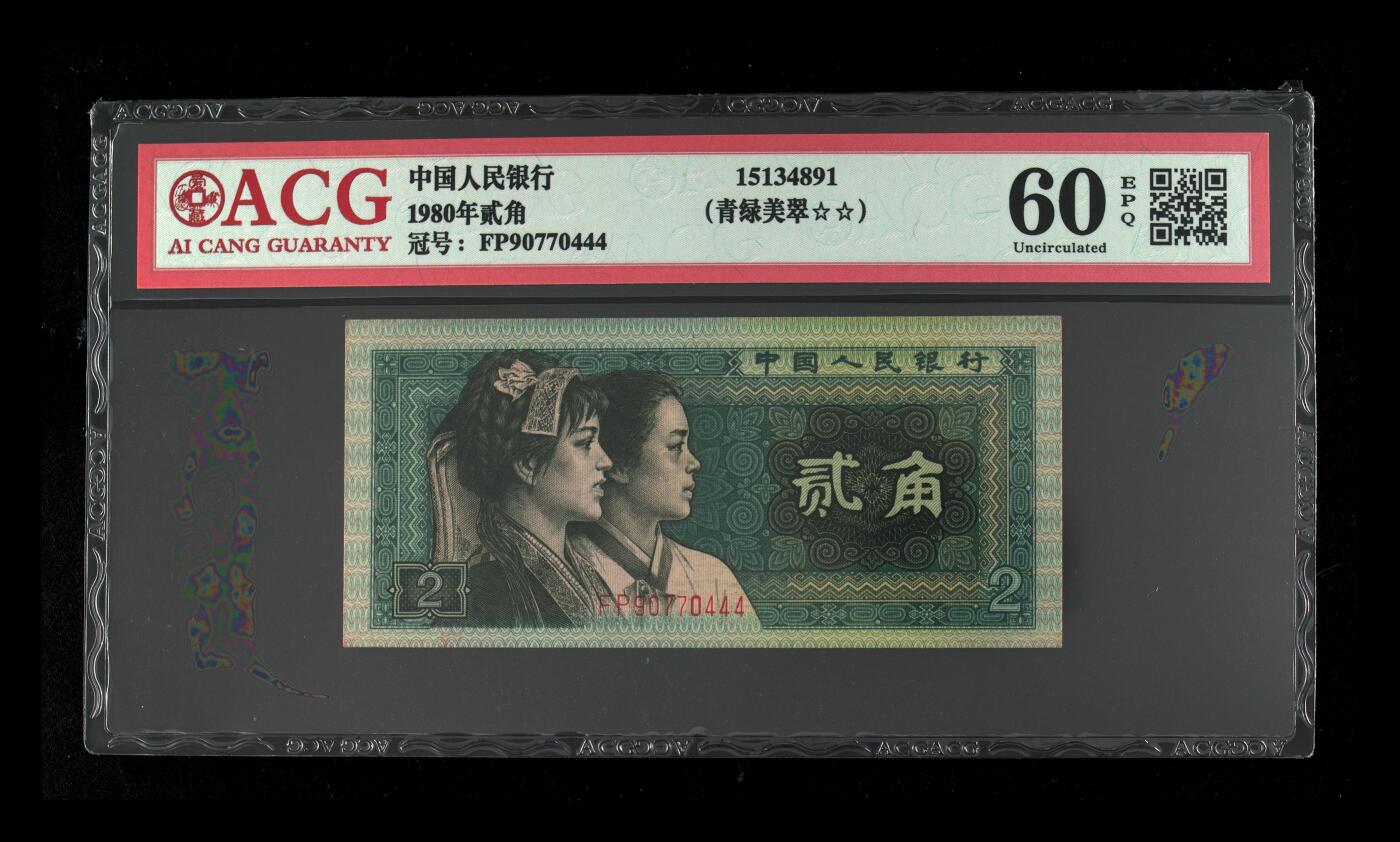 ACG
AI CANG GUARANTY
中国人民银行
1980年贰角
冠号：FP90770444
15134891
（青绿美翠☆☆）
60
EPQ
Uncirculated
中国人民银行
贰角
2
2
FP90770444
ACGACG